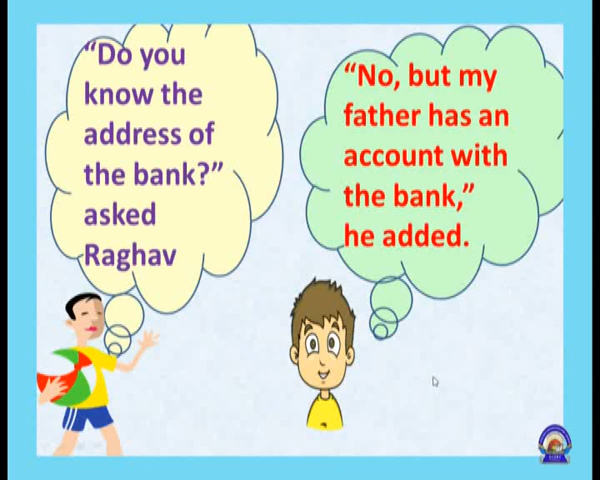 “Do you
know the
address of
the bank?”
asked
Raghav
“No, but my
father has an
account with
the bank,”
he added.